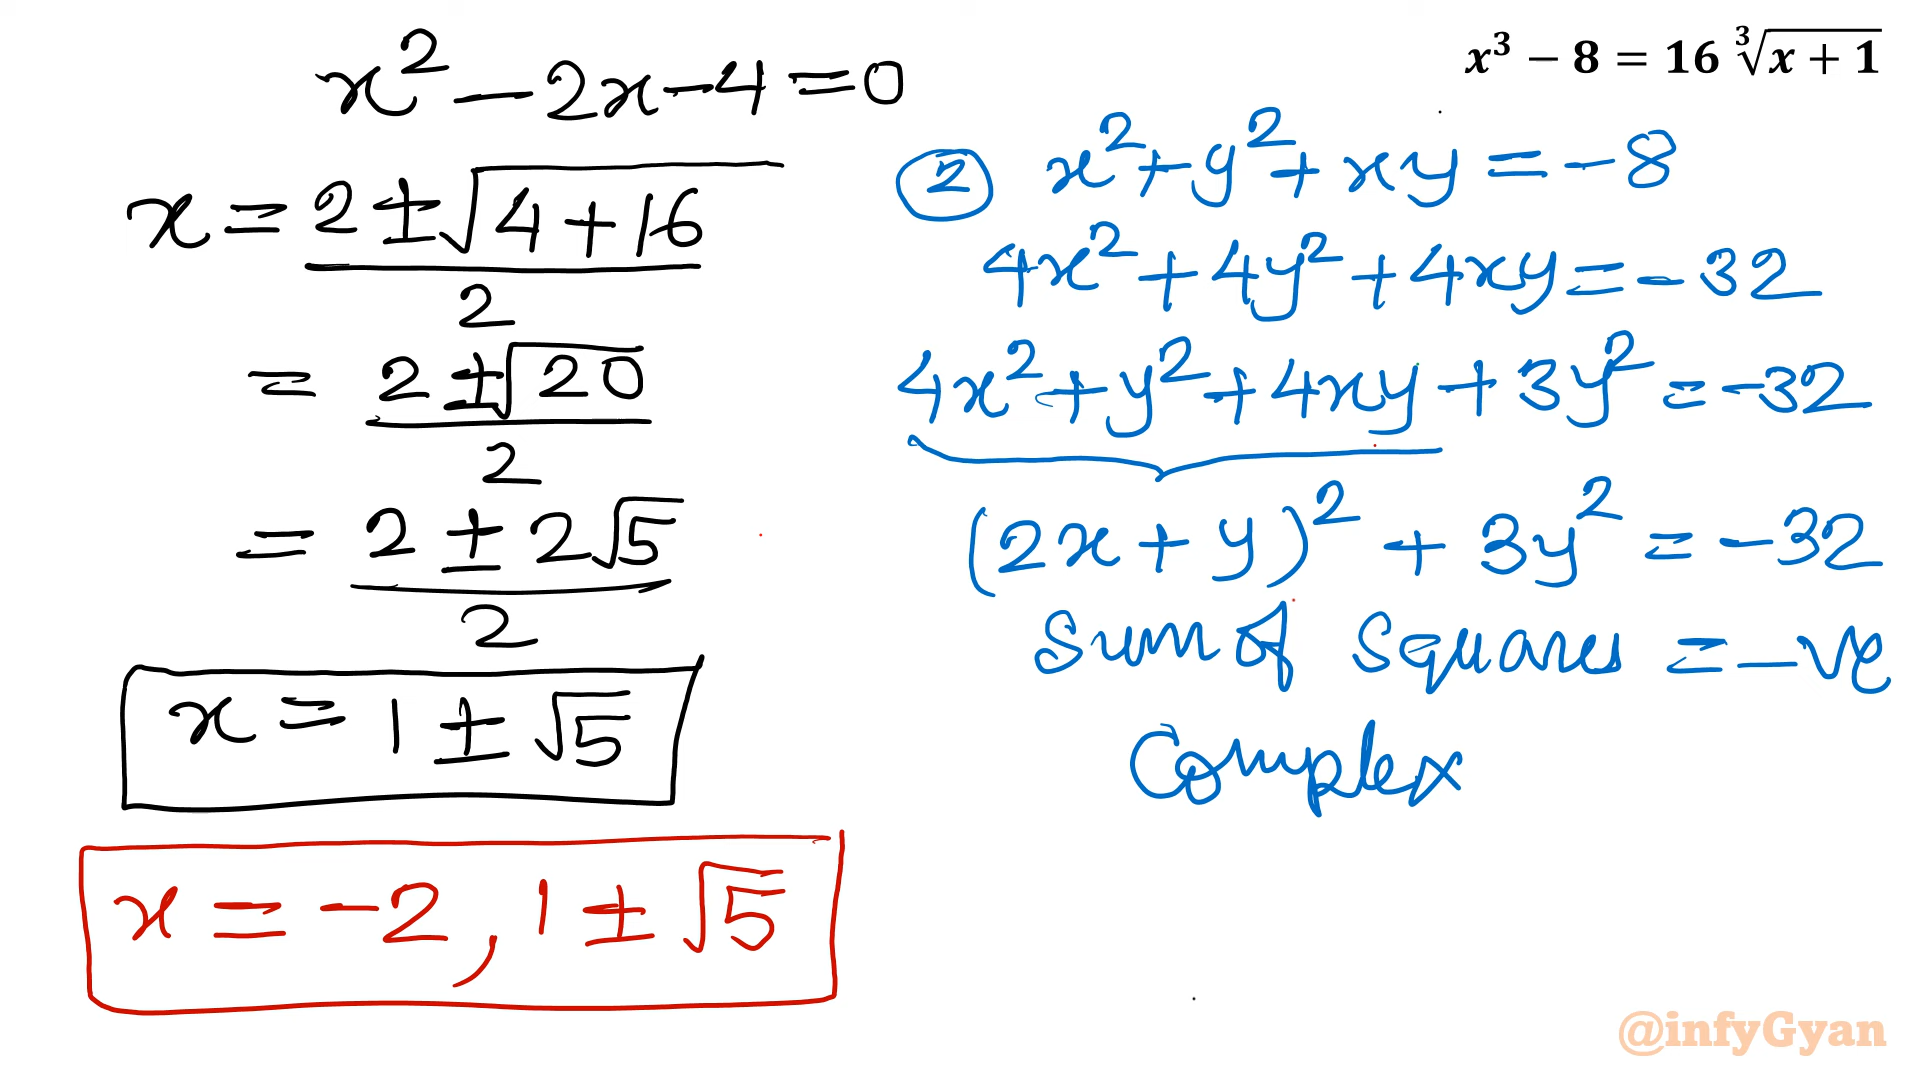 x² − 2x − 4 = 0
x = (2 ± √(4 + 16)) / 2
= (2 ± √20) / 2
= (2 ± 2√5) / 2
x = 1 ± √5
x = −2, 1 ± √5
x³ − 8 = 16 ∛(x + 1)
② x² + y² + xy = −8
4x² + 4y² + 4xy = −32
4x² + y² + 4xy + 3y² = −32
(2x + y)² + 3y² = −32
Sum of Squares = −ve
Complex
@infyGyan